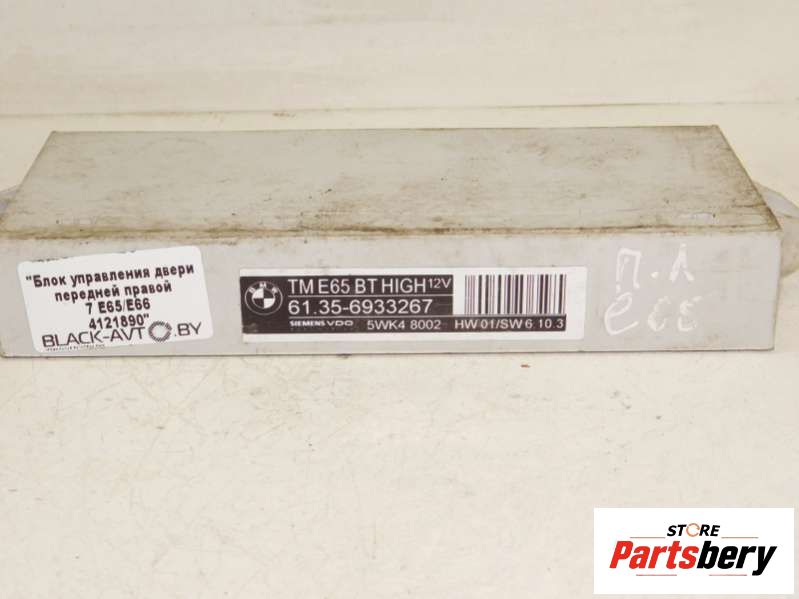 "Блок управления двери
передней правой
7 E65/E66
4121890"
BLACK-AVTO.BY
BMW
TM E65 BT HIGH 12V
61.35-6933267
SIEMENS VDO 5WK4 8002 HW 01/SW 6.10.3
П.Л
e65
STORE
Partsbery